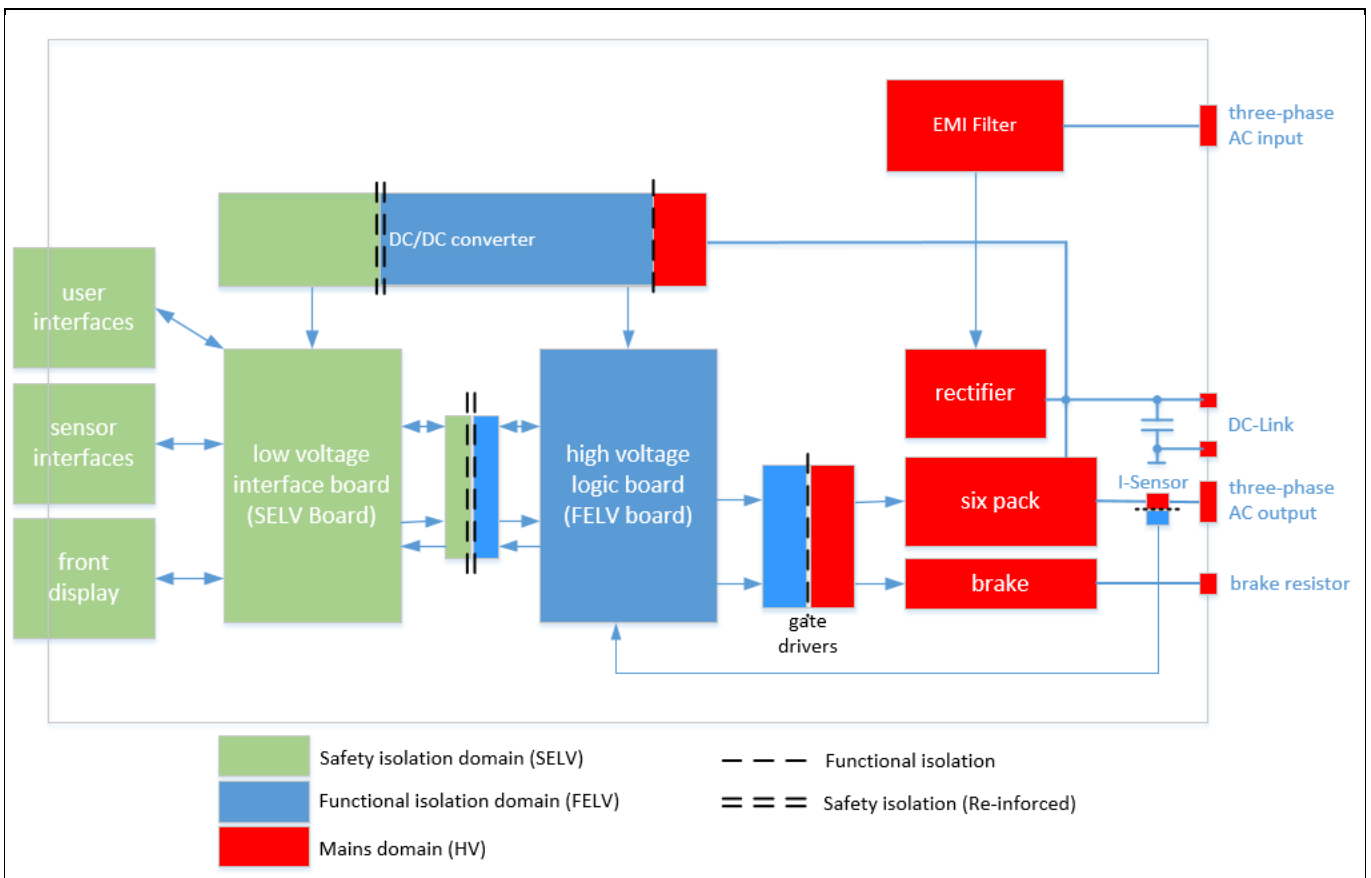 EMI Filter
three-phase
AC input
DC/DC converter
user
interfaces
sensor
interfaces
front
display
low voltage
interface board
(SELV Board)
high voltage
logic board
(FELV board)
gate
drivers
rectifier
six pack
brake
DC-Link
I-Sensor
three-phase
AC output
brake resistor
Safety isolation domain (SELV)
Functional isolation domain (FELV)
Mains domain (HV)
Functional isolation
Safety isolation (Re-inforced)